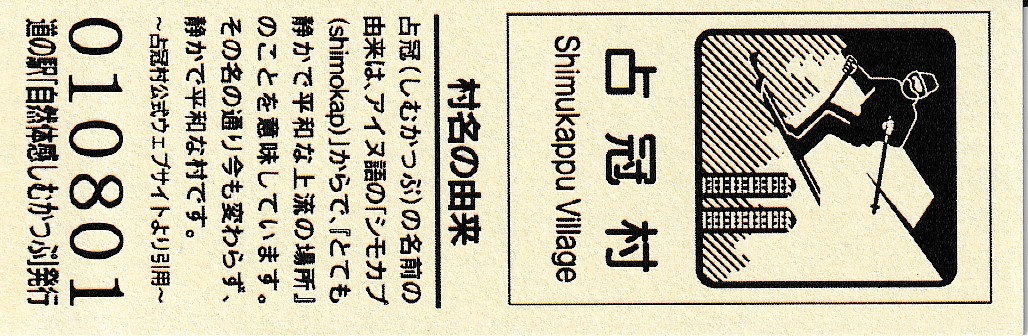 占冠村
Shimukappu Village
村名の由来
占冠(しむかっぷ)の名前の
由来は、アイヌ語の「シモカプ
(shimokap)」からで、『とても
静かで平和な上流の場所』
のことを意味しています。
その名の通り今も変わらず、
静かで平和な村です。
~占冠村公式ウェブサイトより引用~
010801
道の駅「自然体感しむかっぷ」発行